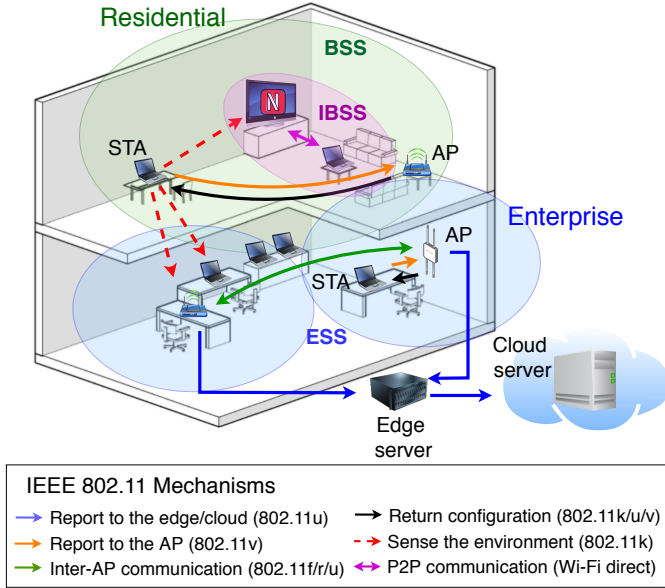 Residential
BSS
N
IBSS
STA
AP
Enterprise
AP
STA
ESS
Cloud
server
Edge
server
IEEE 802.11 Mechanisms
Report to the edge/cloud (802.11u)
Report to the AP (802.11v)
Inter-AP communication (802.11f/r/u)
Return configuration (802.11k/u/v)
Sense the environment (802.11k)
P2P communication (Wi-Fi direct)